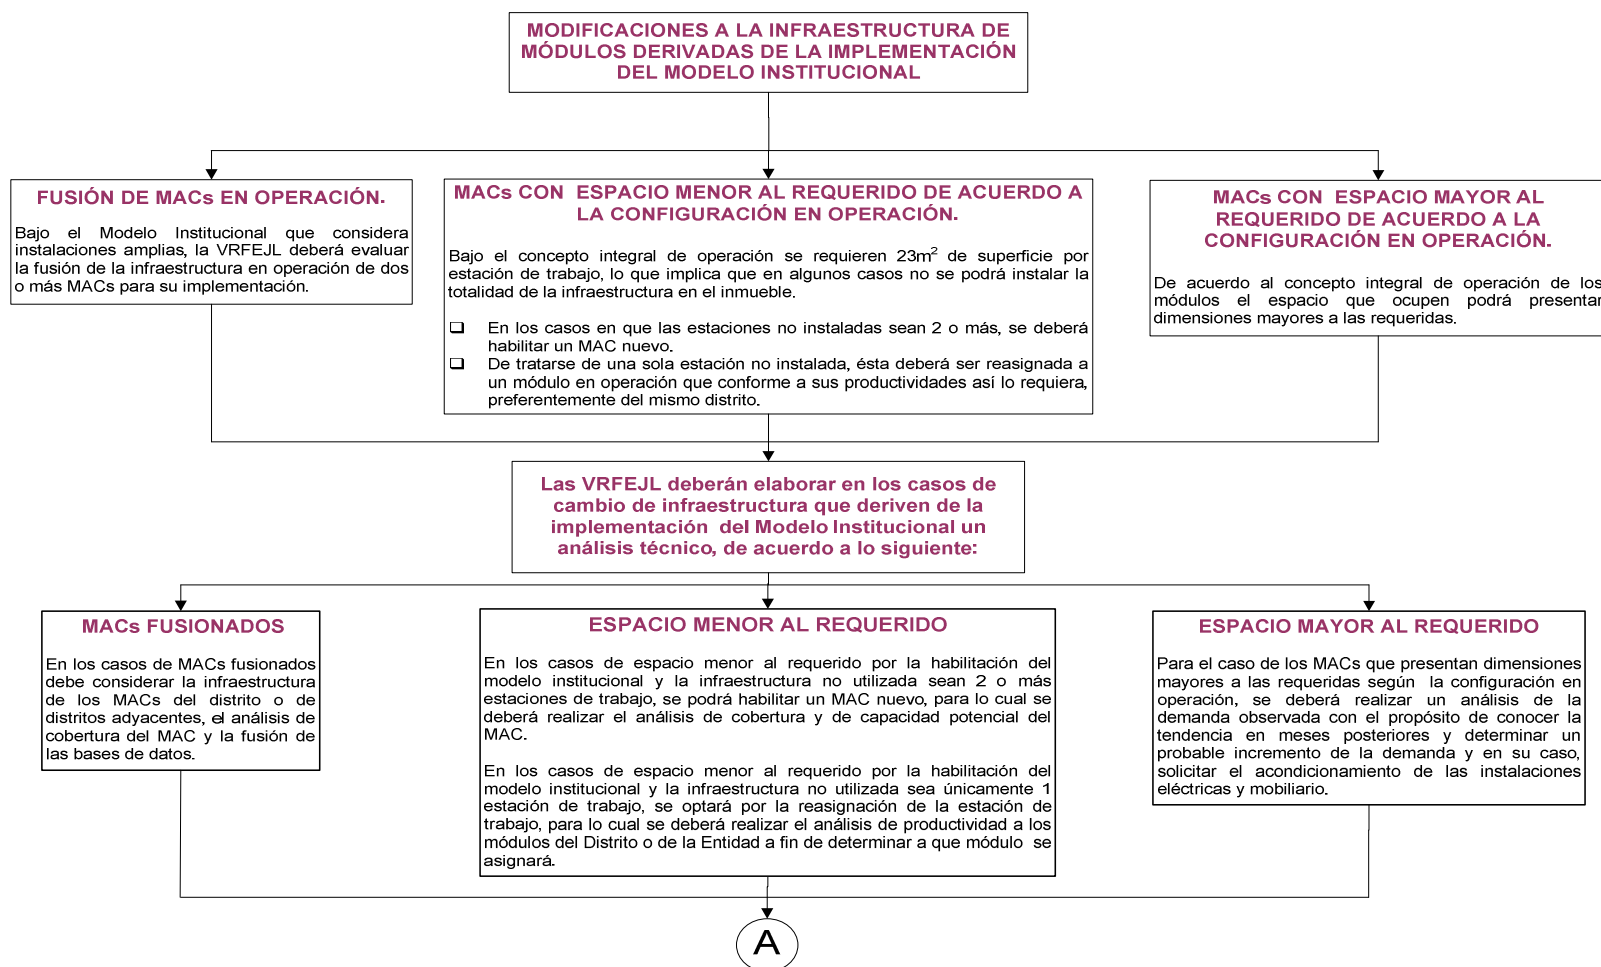 MODIFICACIONES A LA INFRAESTRUCTURA DE
MÓDULOS DERIVADAS DE LA IMPLEMENTACIÓN
DEL MODELO INSTITUCIONAL
FUSIÓN DE MACs EN OPERACIÓN.
Bajo el Modelo Institucional que considera
instalaciones amplias, la VRFEJL deberá evaluar
la fusión de la infraestructura en operación de dos
o más MACs para su implementación.
MACs CON ESPACIO MENOR AL REQUERIDO DE ACUERDO A
LA CONFIGURACIÓN EN OPERACIÓN.
Bajo el concepto integral de operación se requieren 23m² de superficie por
estación de trabajo, lo que implica que en algunos casos no se podrá instalar la
totalidad de la infraestructura en el inmueble.
❑ En los casos en que las estaciones no instaladas sean 2 o más, se deberá
habilitar un MAC nuevo.
❑ De tratarse de una sola estación no instalada, ésta deberá ser reasignada a
un módulo en operación que conforme a sus productividades así lo requiera,
preferentemente del mismo distrito.
MACs CON ESPACIO MAYOR AL
REQUERIDO DE ACUERDO A LA
CONFIGURACIÓN EN OPERACIÓN.
De acuerdo al concepto integral de operación de los
módulos el espacio que ocupen podrá presentar
dimensiones mayores a las requeridas.
Las VRFEJL deberán elaborar en los casos de
cambio de infraestructura que deriven de la
implementación del Modelo Institucional un
análisis técnico, de acuerdo a lo siguiente:
MACs FUSIONADOS
En los casos de MACs fusionados
debe considerar la infraestructura
de los MACs del distrito o de
distritos adyacentes, el análisis de
cobertura del MAC y la fusión de
las bases de datos.
ESPACIO MENOR AL REQUERIDO
En los casos de espacio menor al requerido por la habilitación del
modelo institucional y la infraestructura no utilizada sean 2 o más
estaciones de trabajo, se podrá habilitar un MAC nuevo, para lo cual se
deberá realizar el análisis de cobertura y de capacidad potencial del
MAC.
En los casos de espacio menor al requerido por la habilitación del
modelo institucional y la infraestructura no utilizada sea únicamente 1
estación de trabajo, se optará por la reasignación de la estación de
trabajo, para lo cual se deberá realizar el análisis de productividad a los
módulos del Distrito o de la Entidad a fin de determinar a que módulo se
asignará.
ESPACIO MAYOR AL REQUERIDO
Para el caso de los MACs que presentan dimensiones
mayores a las requeridas según la configuración en
operación, se deberá realizar un análisis de la
demanda observada con el propósito de conocer la
tendencia en meses posteriores y determinar un
probable incremento de la demanda y en su caso,
solicitar el acondicionamiento de las instalaciones
eléctricas y mobiliario.
A